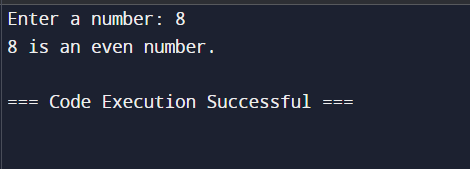 Enter a number: 8
8 is an even number.
=== Code Execution Successful ===